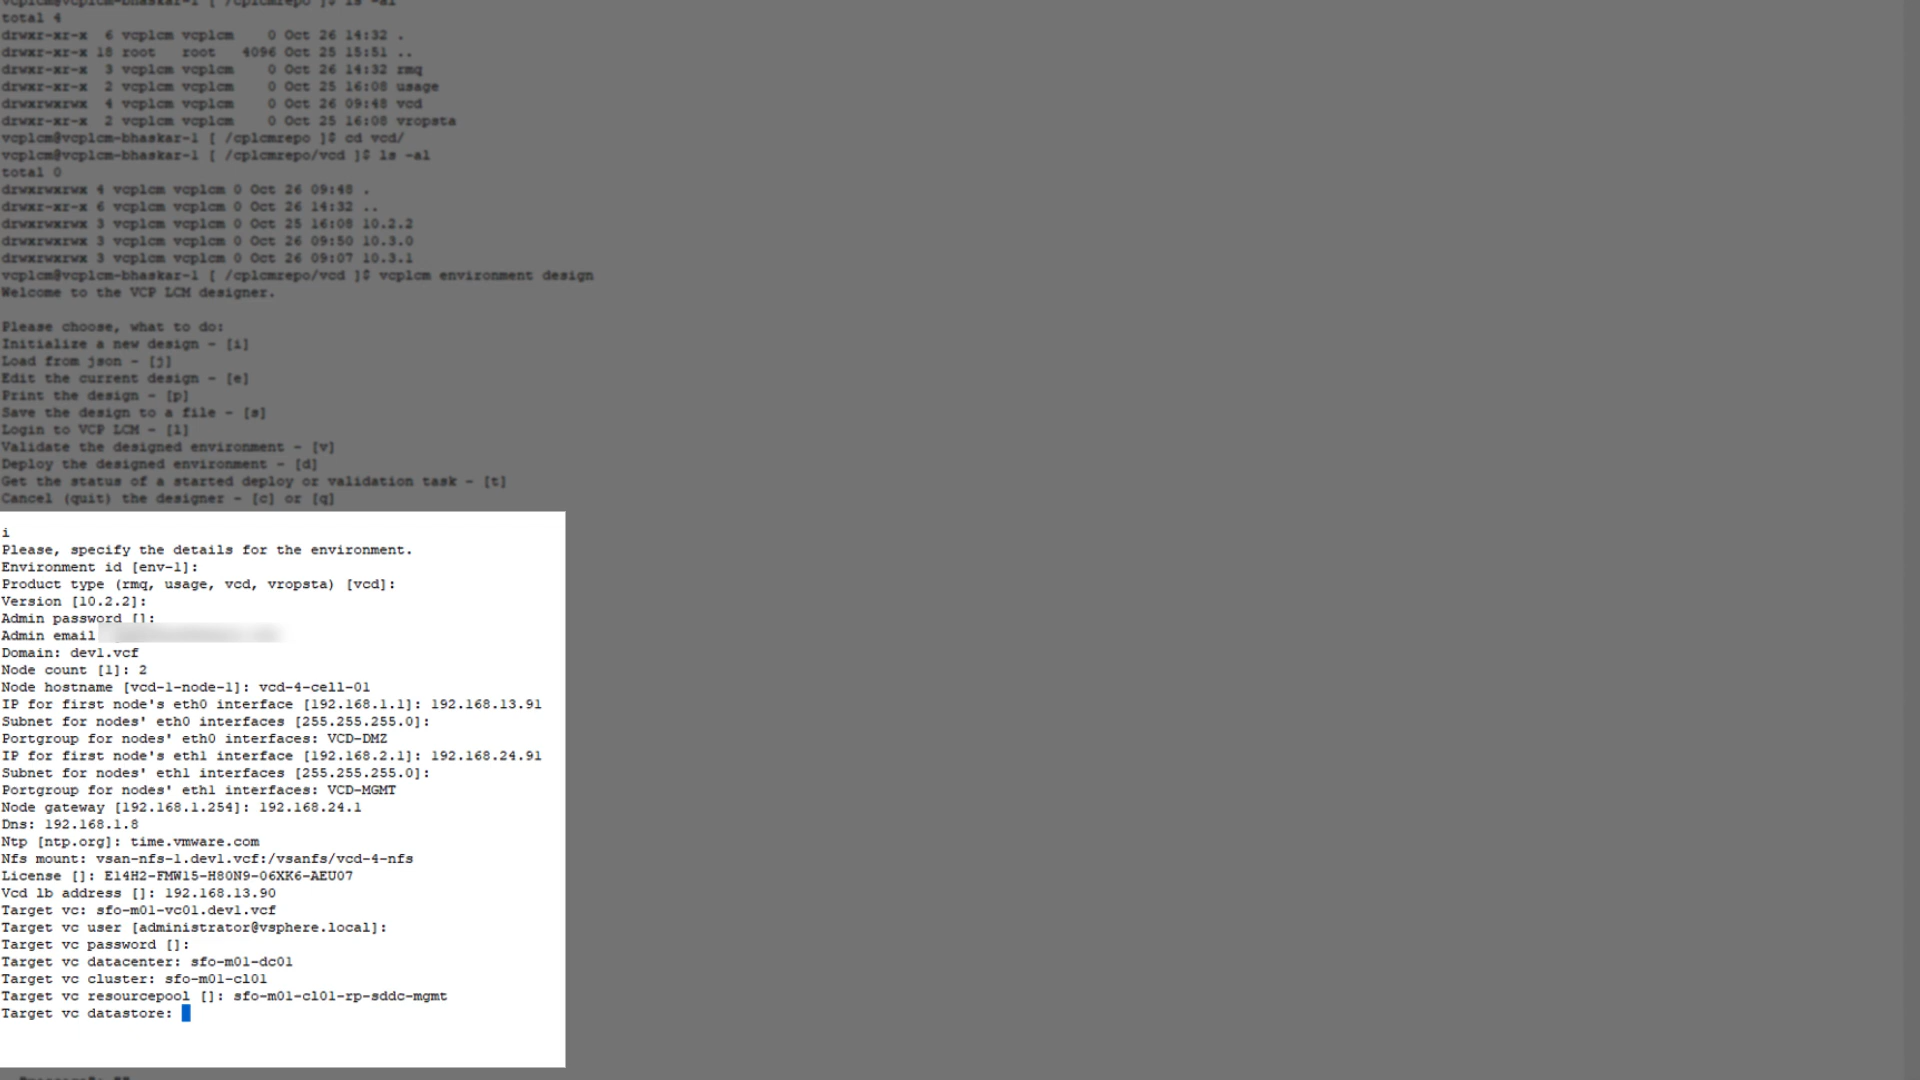 vcplcm@vcplcm-bhaskar-1 [ /cplcmrepo ]$ ls -al
total 4
drwxr-xr-x  6 vcplcm vcplcm    0 Oct 26 14:32 .
drwxr-xr-x 18 root   root   4096 Oct 25 15:51 ..
drwxr-xr-x  3 vcplcm vcplcm    0 Oct 26 14:32 rmq
drwxr-xr-x  2 vcplcm vcplcm    0 Oct 25 16:08 usage
drwxrwxrwx  4 vcplcm vcplcm    0 Oct 26 09:48 vcd
drwxr-xr-x  2 vcplcm vcplcm    0 Oct 25 16:08 vropsta
vcplcm@vcplcm-bhaskar-1 [ /cplcmrepo ]$ cd vcd/
vcplcm@vcplcm-bhaskar-1 [ /cplcmrepo/vcd ]$ ls -al
total 0
drwxrwxrwx 4 vcplcm vcplcm 0 Oct 26 09:48 .
drwxr-xr-x 6 vcplcm vcplcm 0 Oct 26 14:32 ..
drwxrwxrwx 3 vcplcm vcplcm 0 Oct 25 16:08 10.2.2
drwxrwxrwx 3 vcplcm vcplcm 0 Oct 26 09:50 10.3.0
drwxrwxrwx 3 vcplcm vcplcm 0 Oct 26 09:07 10.3.1
vcplcm@vcplcm-bhaskar-1 [ /cplcmrepo/vcd ]$ vcplcm environment design
Welcome to the VCP LCM designer.
Please choose, what to do:
Initialize a new design - [i]
Load from json - [j]
Edit the current design - [e]
Print the design - [p]
Save the design to a file - [s]
Login to VCP LCM - [l]
Validate the designed environment - [v]
Deploy the designed environment - [d]
Get the status of a started deploy or validation task - [t]
Cancel (quit) the designer - [c] or [q]
i
Please, specify the details for the environment.
Environment id [env-1]:
Product type (rmq, usage, vcd, vropsta) [vcd]:
Version [10.2.2]:
Admin password []:
Admin email
Domain: dev1.vcf
Node count [1]: 2
Node hostname [vcd-1-node-1]: vcd-4-cell-01
IP for first node's eth0 interface [192.168.1.1]: 192.168.13.91
Subnet for nodes' eth0 interfaces [255.255.255.0]:
Portgroup for nodes' eth0 interfaces: VCD-DMZ
IP for first node's eth1 interface [192.168.2.1]: 192.168.24.91
Subnet for nodes' eth1 interfaces [255.255.255.0]:
Portgroup for nodes' eth1 interfaces: VCD-MGMT
Node gateway [192.168.1.254]: 192.168.24.1
Dns: 192.168.1.8
Ntp [ntp.org]: time.vmware.com
Nfs mount: vsan-nfs-1.dev1.vcf:/vsanfs/vcd-4-nfs
License []: E14H2-FMW15-H80N9-06XK6-AEU07
Vcd lb address []: 192.168.13.90
Target vc: sfo-m01-vc01.dev1.vcf
Target vc user [administrator@vsphere.local]:
Target vc password []:
Target vc datacenter: sfo-m01-dc01
Target vc cluster: sfo-m01-cl01
Target vc resourcepool []: sfo-m01-cl01-rp-sddc-mgmt
Target vc datastore: